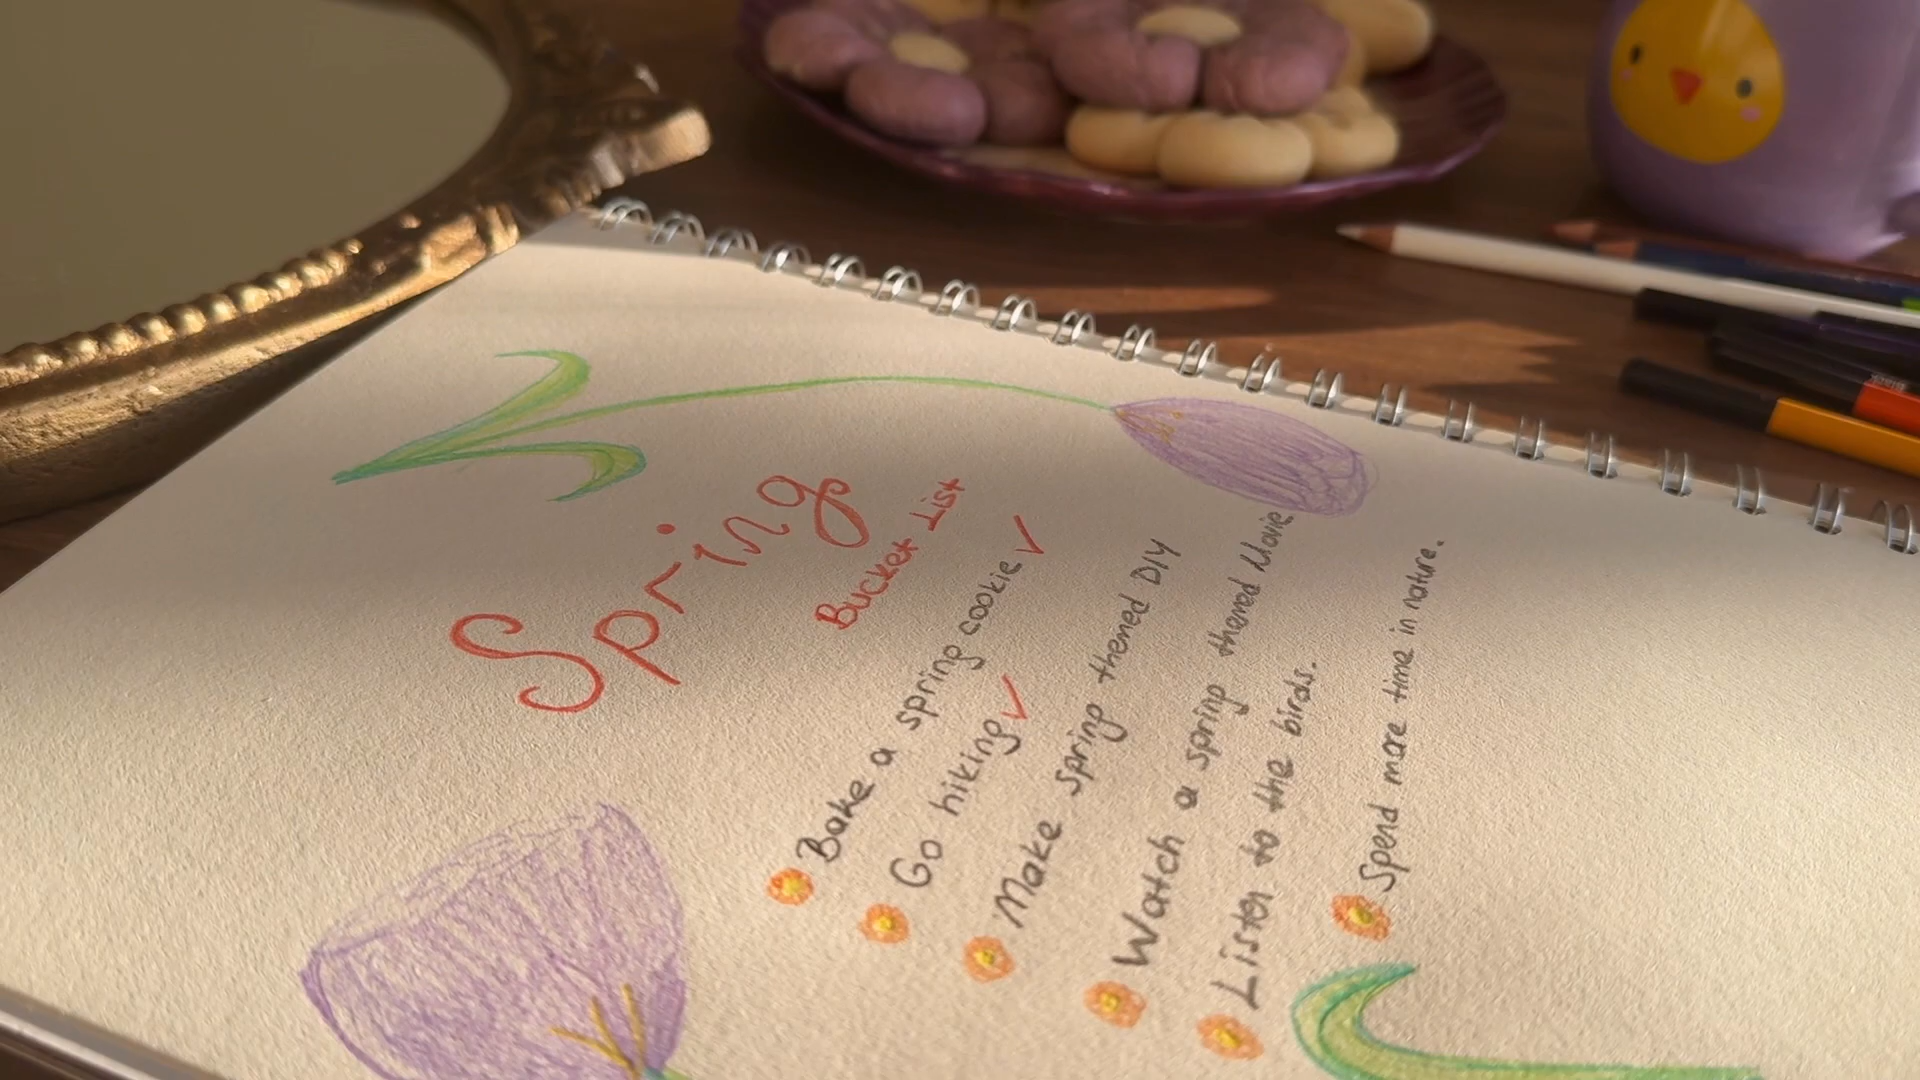 Spring
Bucket List
Bake a spring cookie ✓
Go hiking ✓
Make spring themed DIY
Watch a spring themed Movie
Listen to the birds.
Spend more time in nature.